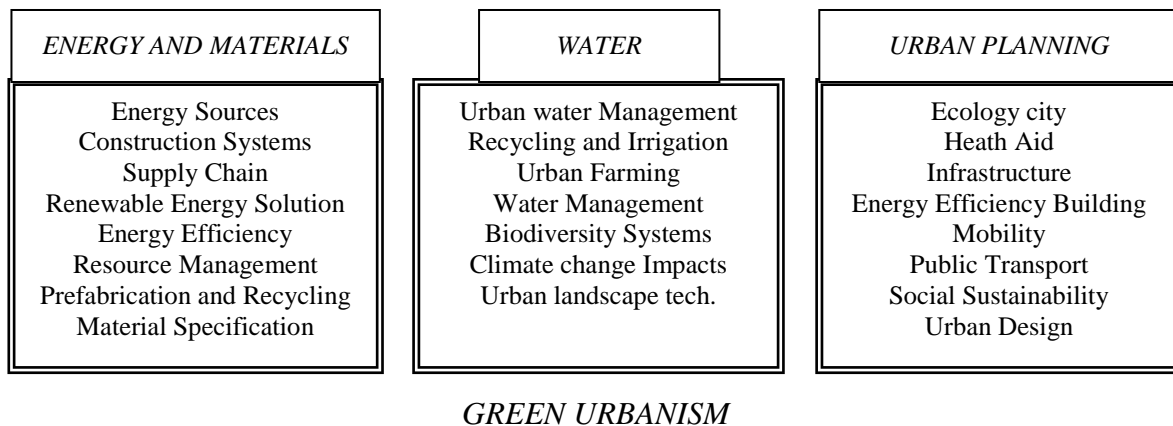 ENERGY AND MATERIALS
Energy Sources
Construction Systems
Supply Chain
Renewable Energy Solution
Energy Efficiency
Resource Management
Prefabrication and Recycling
Material Specification
WATER
Urban water Management
Recycling and Irrigation
Urban Farming
Water Management
Biodiversity Systems
Climate change Impacts
Urban landscape tech.
URBAN PLANNING
Ecology city
Heath Aid
Infrastructure
Energy Efficiency Building
Mobility
Public Transport
Social Sustainability
Urban Design
GREEN URBANISM